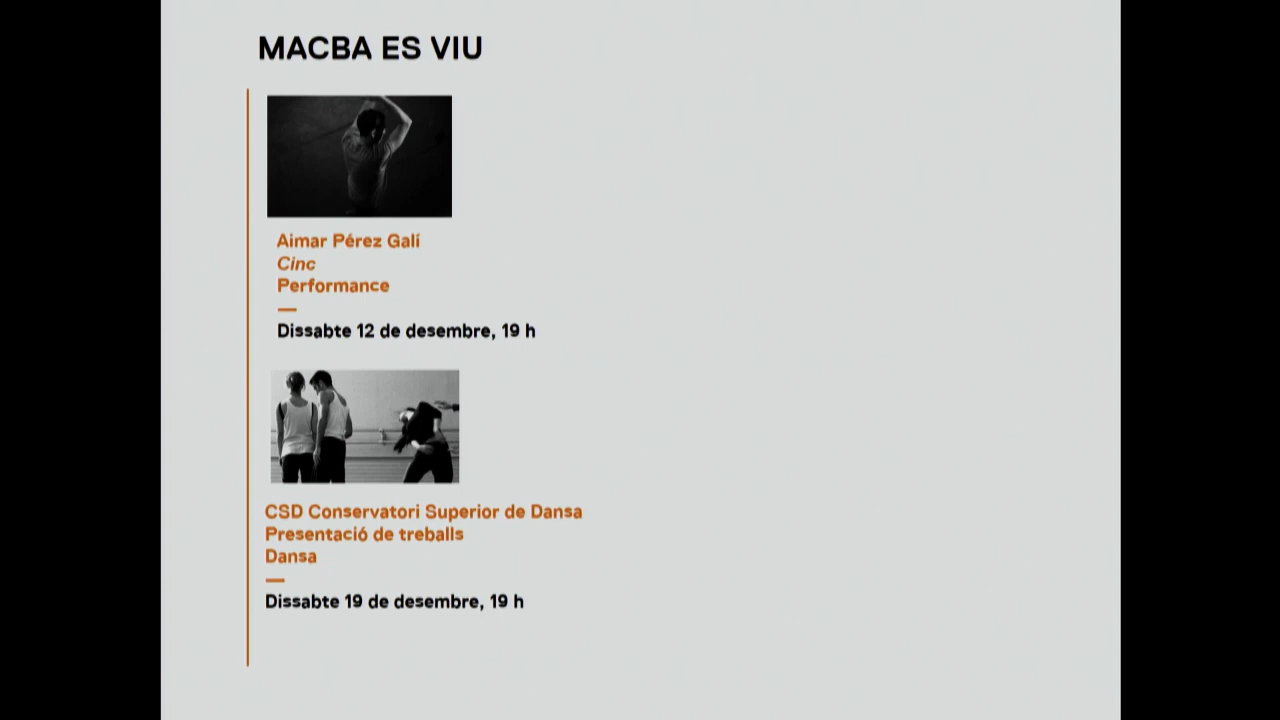 MACBA ES VIU
Aimar Pérez Galí
Cinc
Performance
—
Dissabte 12 de desembre, 19 h
CSD Conservatori Superior de Dansa
Presentació de treballs
Dansa
—
Dissabte 19 de desembre, 19 h